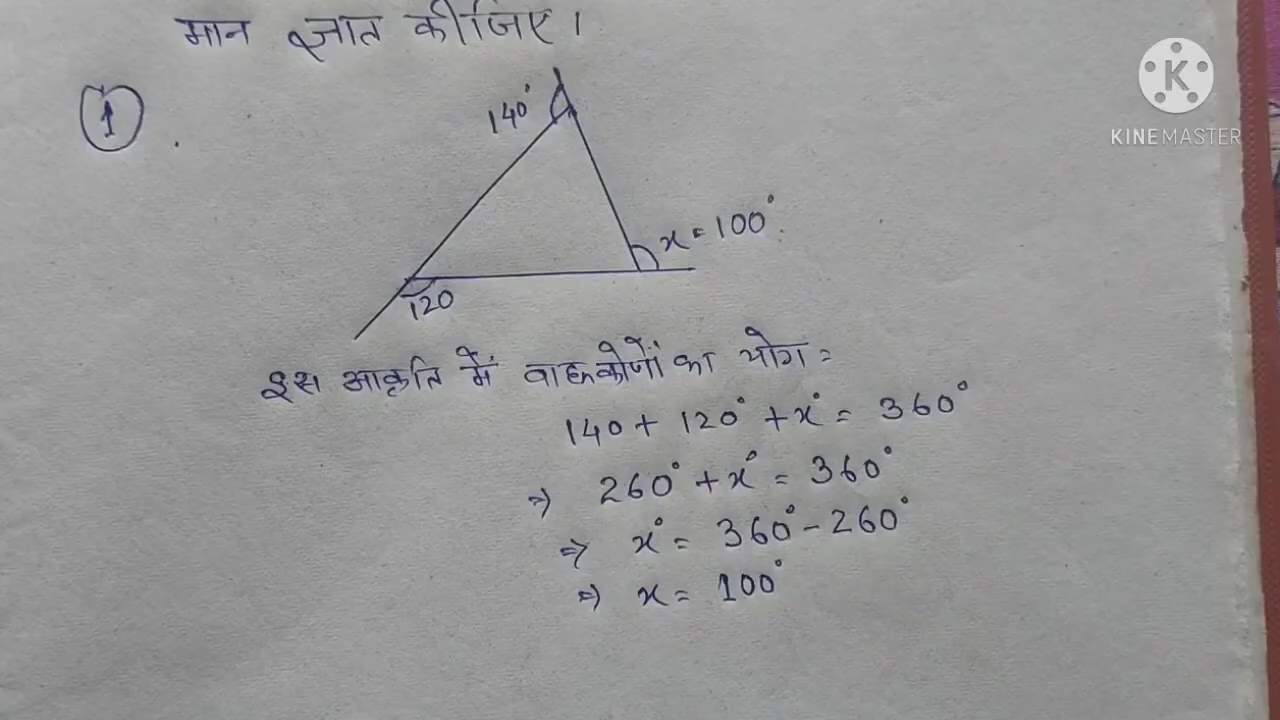 मान ज्ञात कीजिए।
1
140°
x = 100°
120
इस आकृति में वाह्यकोणों का योग =
140 + 120° + x° = 360°
⇒ 260° + x° = 360°
⇒ x° = 360° - 260°
⇒ x = 100°
K
KINEMASTER